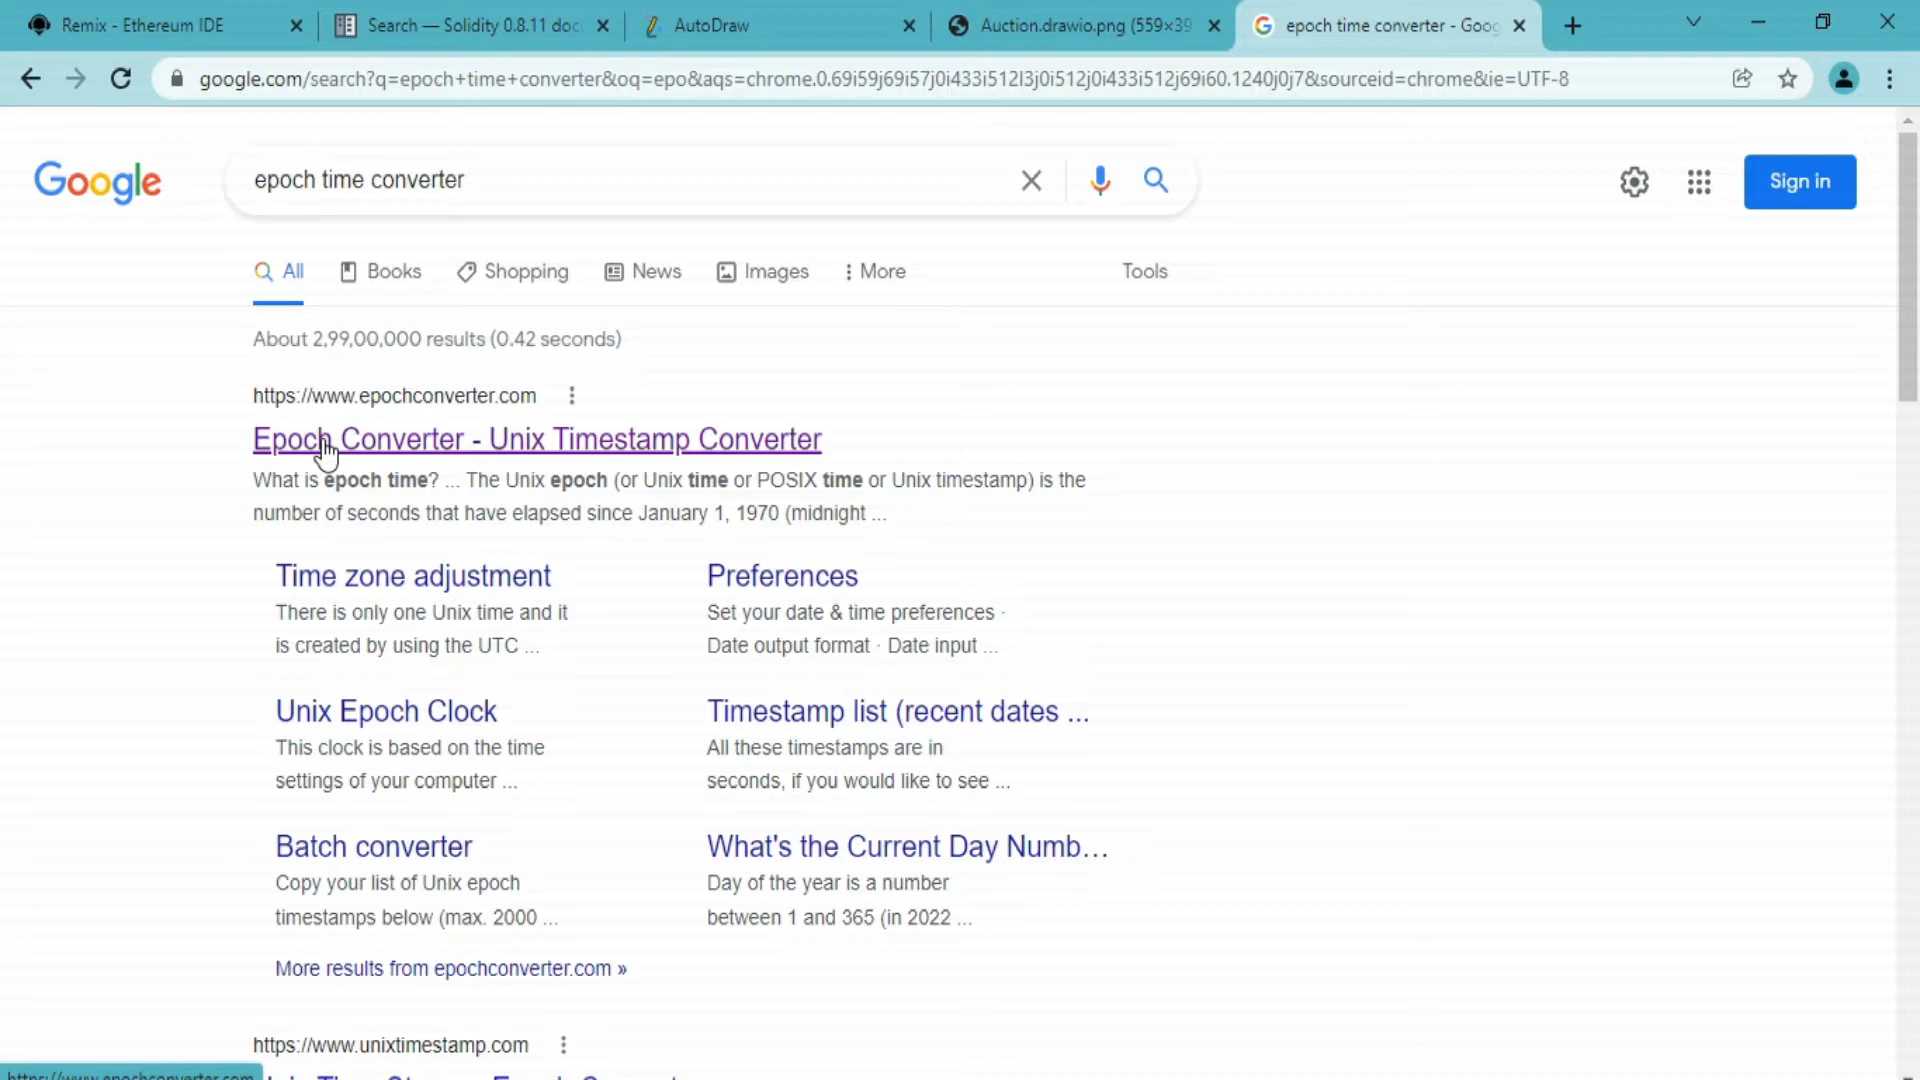 Remix - Ethereum IDE
Search — Solidity 0.8.11 doc
AutoDraw
Auction.drawio.png (559×39
epoch time converter - Goog
google.com/search?q=epoch+time+converter&oq=epo&aqs=chrome.0.69i59j69i57j0i433i512l3j0i512j0i433i512j69i60.1240j0j7&sourceid=chrome&ie=UTF-8
Google
epoch time converter
Sign in
All
Books
Shopping
News
Images
More
Tools
About 2,99,00,000 results (0.42 seconds)
https://www.epochconverter.com
Epoch Converter - Unix Timestamp Converter
What is epoch time? ... The Unix epoch (or Unix time or POSIX time or Unix timestamp) is the
number of seconds that have elapsed since January 1, 1970 (midnight ...
Time zone adjustment
There is only one Unix time and it
is created by using the UTC ...
Preferences
Set your date & time preferences ·
Date output format · Date input ...
Unix Epoch Clock
This clock is based on the time
settings of your computer ...
Timestamp list (recent dates ...
All these timestamps are in
seconds, if you would like to see ...
Batch converter
Copy your list of Unix epoch
timestamps below (max. 2000 ...
What's the Current Day Numb...
Day of the year is a number
between 1 and 365 (in 2022 ...
More results from epochconverter.com »
https://www.unixtimestamp.com
https://www.epochconverter.com